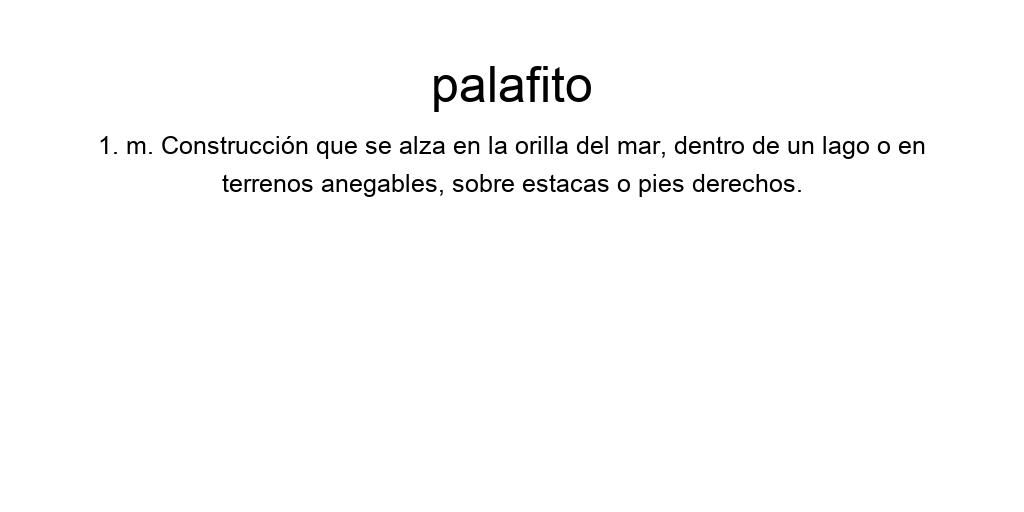 palafito
1. m. Construcción que se alza en la orilla del mar, dentro de un lago o en
terrenos anegables, sobre estacas o pies derechos.